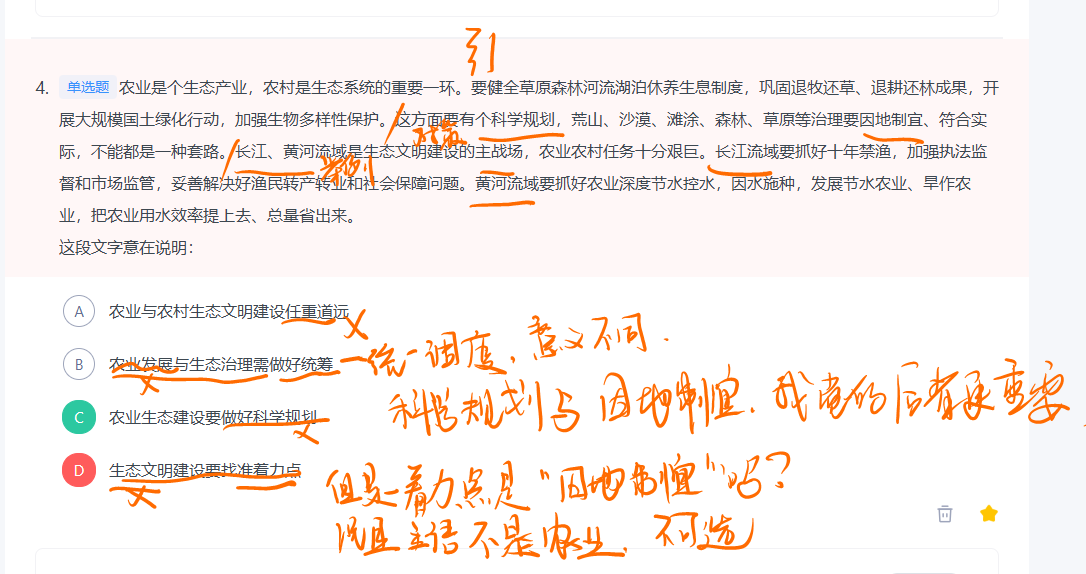 引
4. 单选题 农业是个生态产业，农村是生态系统的重要一环。要健全草原森林河流湖泊休养生息制度，巩固退牧还草、退耕还林成果，开
展大规模国土绿化行动，加强生物多样性保护。这方面要有个科学规划，荒山、沙漠、滩涂、森林、草原等治理要因地制宜、符合实
对策
际，不能都是一种套路。长江、黄河流域是生态文明建设的主战场，农业农村任务十分艰巨。长江流域要抓好十年禁渔，加强执法监
举例
督和市场监管，妥善解决好渔民转产转业和社会保障问题。黄河流域要抓好农业深度节水控水，因水施种，发展节水农业、旱作农
业，把农业用水效率提上去、总量省出来。
这段文字意在说明：
A 农业与农村生态文明建设任重道远
B 农业发展与生态治理需做好统筹 统一调度，意义不同.
C 农业生态建设要做好科学规划 科学规划与因地制宜，我觉的后者更重要，
D 生态文明建设要找准着力点 但是着力点是“因地制宜”吗？
况且主语不是农业，不可选